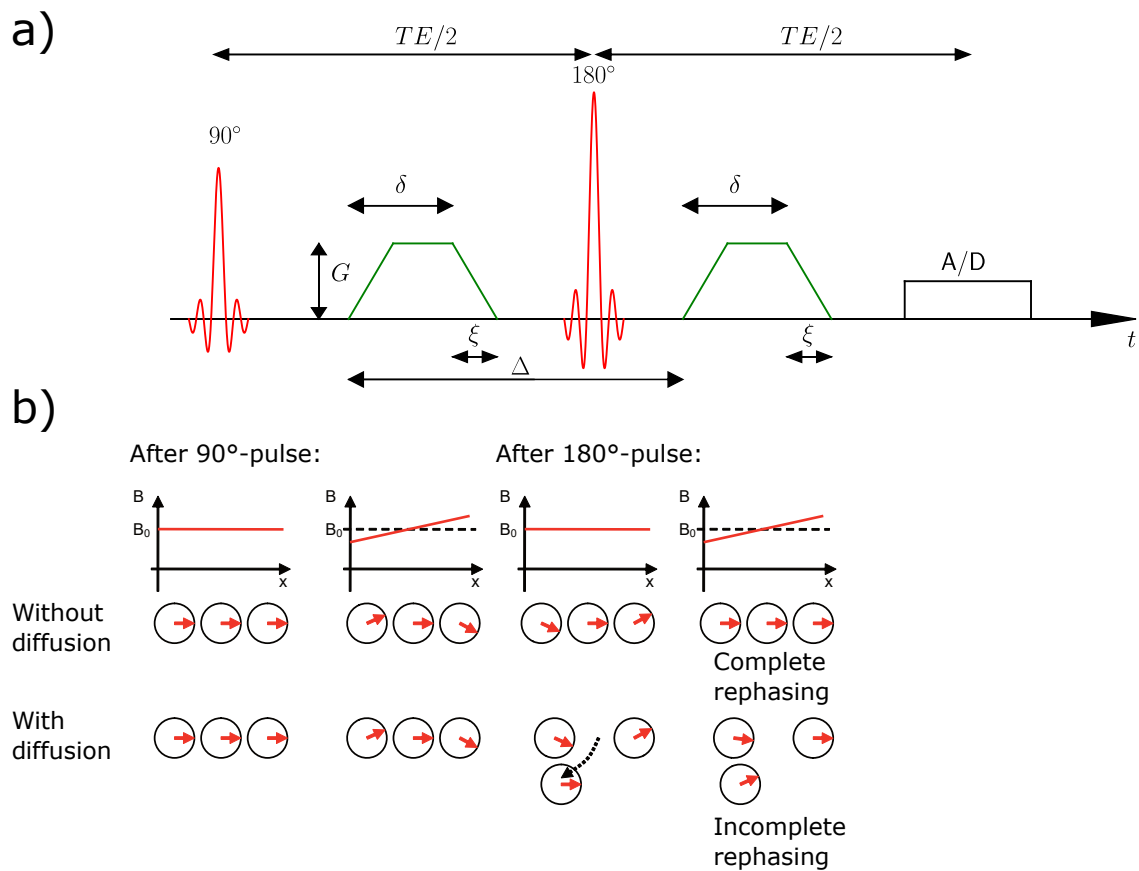 a)
TE/2 TE/2
180°
90°
δ δ
G A/D
ξ ξ
t
Δ
b)
After 90°-pulse: After 180°-pulse:
B B B B
B₀ B₀ B₀ B₀
x x x x
Without
diffusion
Complete
rephasing
With
diffusion
Incomplete
rephasing